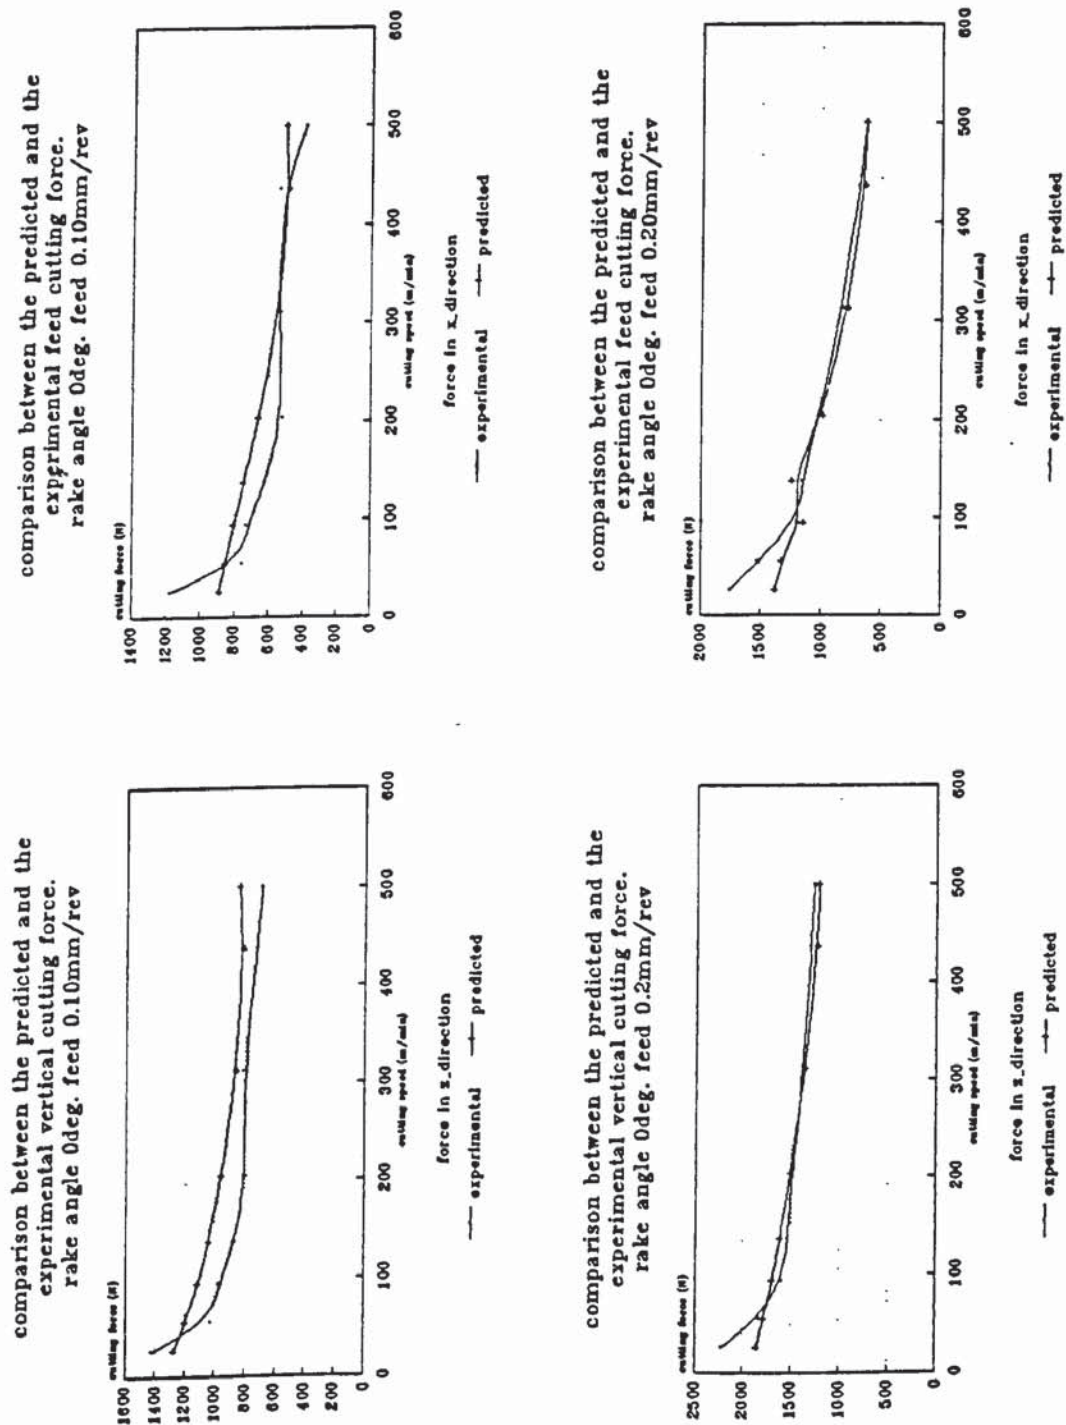 comparison between the predicted and the
experimental vertical cutting force.
rake angle 0deg. feed 0.10mm/rev
cutting force (N)
1600
1400
1200
1000
800
600
400
200
0
0 100 200 300 400 500 600
cutting speed (m/min)
force in z_direction
experimental predicted
comparison between the predicted and the
experimental feed cutting force.
rake angle 0deg. feed 0.10mm/rev
cutting force (N)
1400
1200
1000
800
600
400
200
0
0 100 200 300 400 500 600
cutting speed (m/min)
force in x_direction
experimental predicted
comparison between the predicted and the
experimental vertical cutting force.
rake angle 0deg. feed 0.2mm/rev
cutting force (N)
2500
2000
1500
1000
500
0
0 100 200 300 400 500 600
cutting speed (m/min)
force in z_direction
experimental predicted
comparison between the predicted and the
experimental feed cutting force.
rake angle 0deg. feed 0.20mm/rev
cutting force (N)
2000
1500
1000
500
0
0 100 200 300 400 500 600
cutting speed (m/min)
force in x_direction
experimental predicted